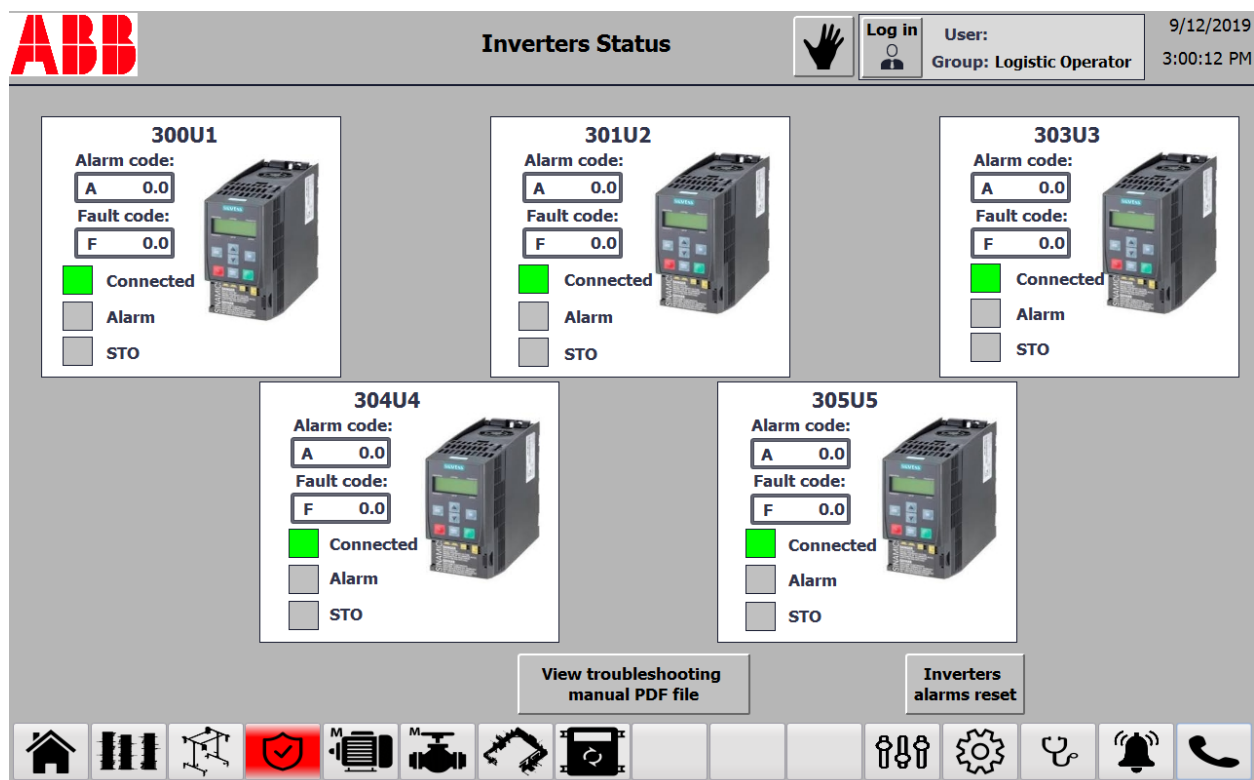 ABB
Inverters Status
Log in
User:
Group: Logistic Operator
9/12/2019
3:00:12 PM
300U1
Alarm code:
A 0.0
Fault code:
F 0.0
Connected
Alarm
STO
301U2
Alarm code:
A 0.0
Fault code:
F 0.0
Connected
Alarm
STO
303U3
Alarm code:
A 0.0
Fault code:
F 0.0
Connected
Alarm
STO
304U4
Alarm code:
A 0.0
Fault code:
F 0.0
Connected
Alarm
STO
305U5
Alarm code:
A 0.0
Fault code:
F 0.0
Connected
Alarm
STO
View troubleshooting
manual PDF file
Inverters
alarms reset
M
M